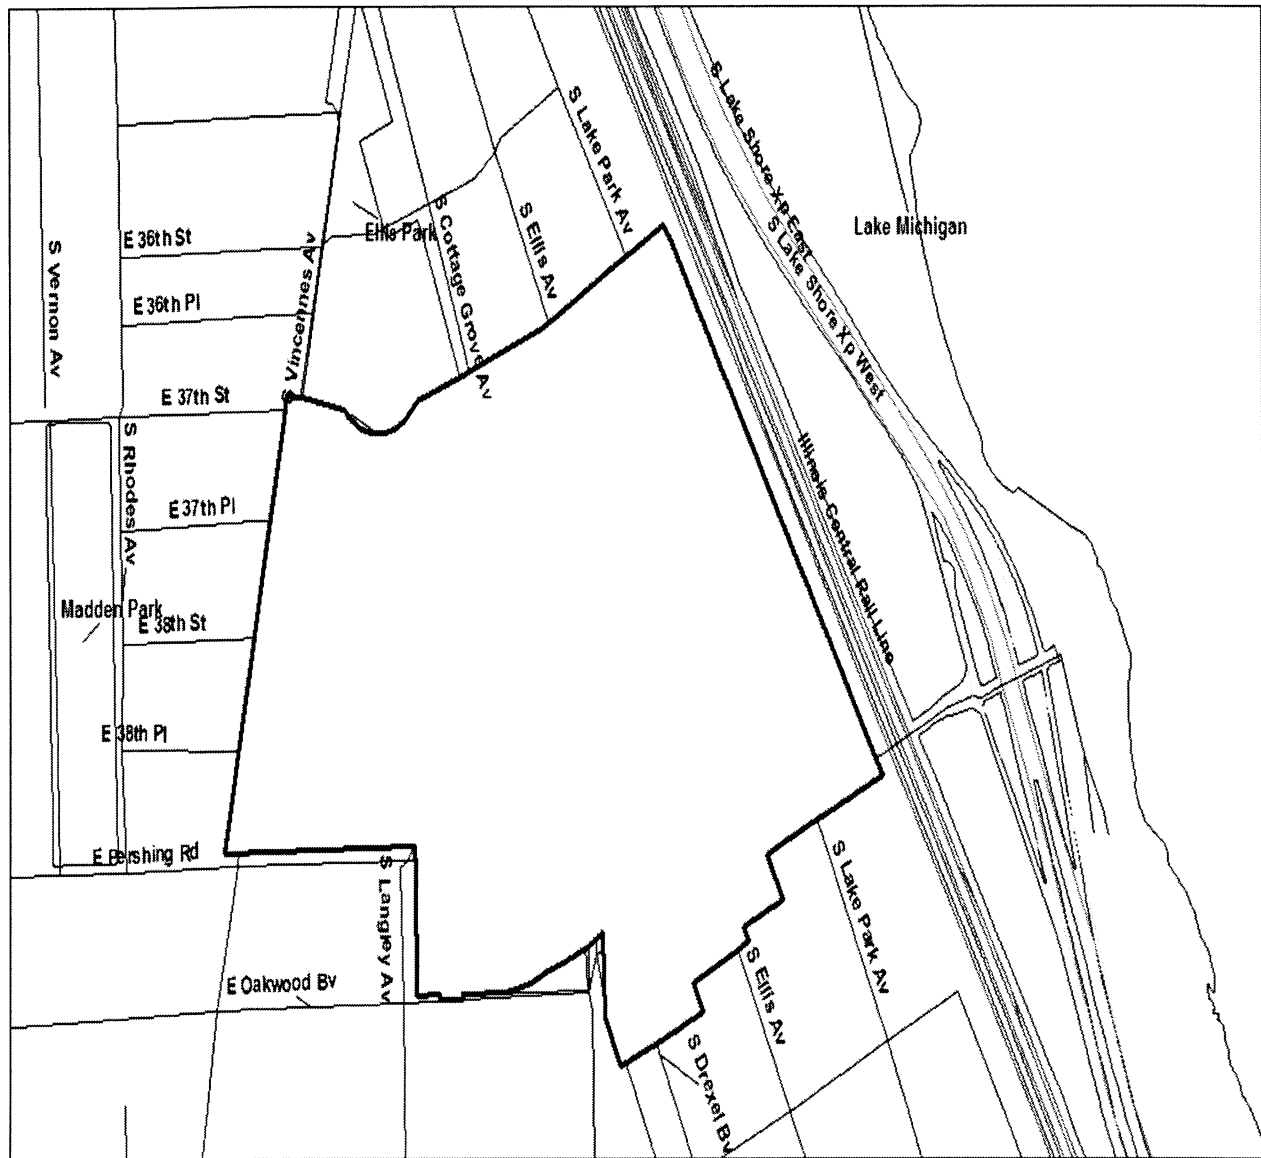 S Lake Shore Xp East
S Lake Park Av
S Lake Shore Xp West
Lake Michigan
Ellis Park
S Cottage Grove Av
S Ellis Av
E 36th St
S Vincennes Av
S Vernon Av
E 36th Pl
E 37th St
S Rhodes Av
Illinois Central Rail Line
E 37th Pl
Madden Park
E 38th St
E 38th Pl
E Pershing Rd
S Langley Av
S Lake Park Av
S Ellis Av
E Oakwood Bv
S Drexel Bv